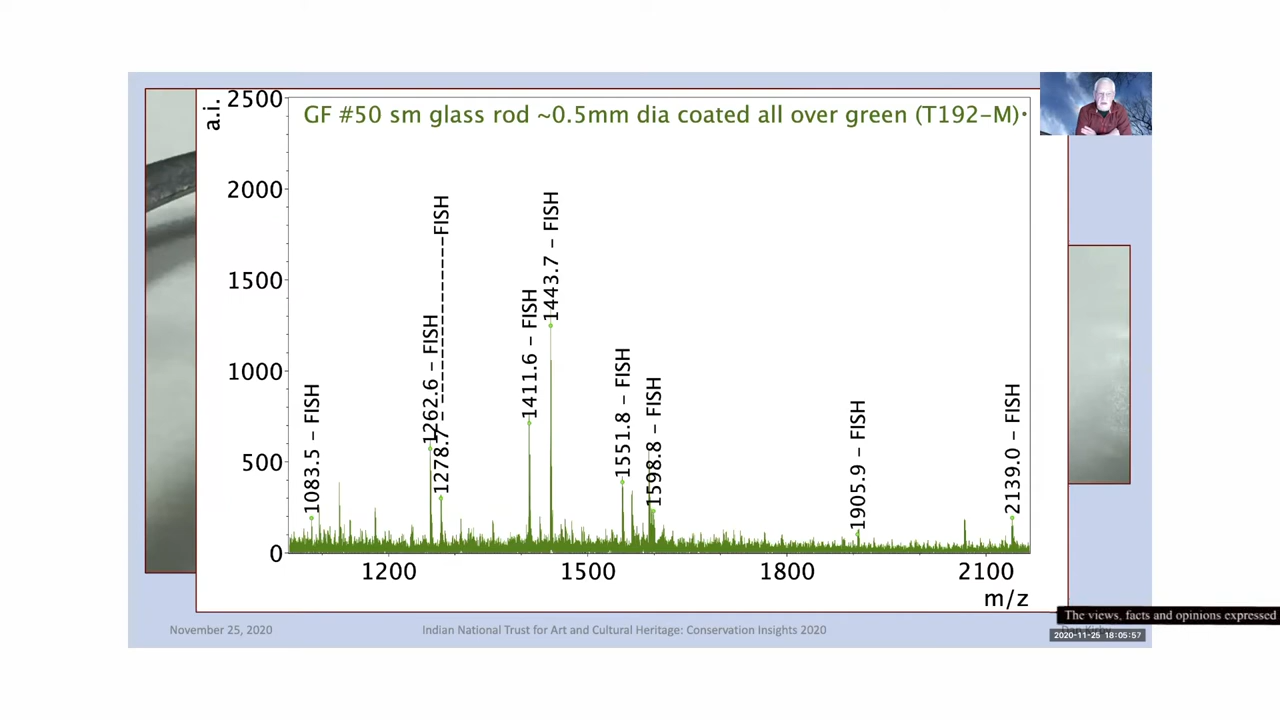 GF #50 sm glass rod ~0.5mm dia coated all over green (T192-M)
a.i.
2500
2000
1500
1000
500
0
1083.5 – FISH
1262.6 – FISH
1278.7 –––––––––––– FISH
1411.6 – FISH
1443.7 – FISH
1551.8 – FISH
1598.8 – FISH
1905.9 – FISH
2139.0 – FISH
1200 1500 1800 2100
m/z
The views, facts and opinions expressed
November 25, 2020
Indian National Trust for Art and Cultural Heritage: Conservation Insights 2020
2020-11-25 18:05:57